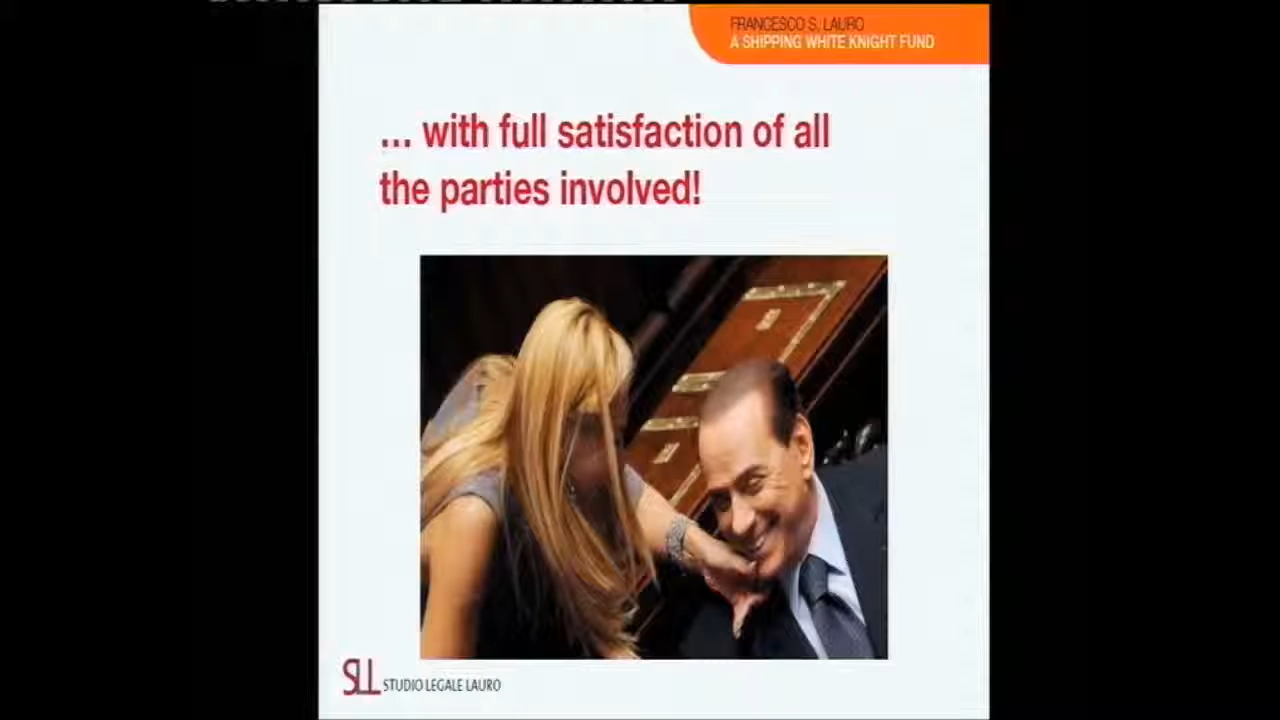 FRANCESCO S. LAURO
A SHIPPING WHITE KNIGHT FUND
... with full satisfaction of all
the parties involved!
SLL STUDIO LEGALE LAURO